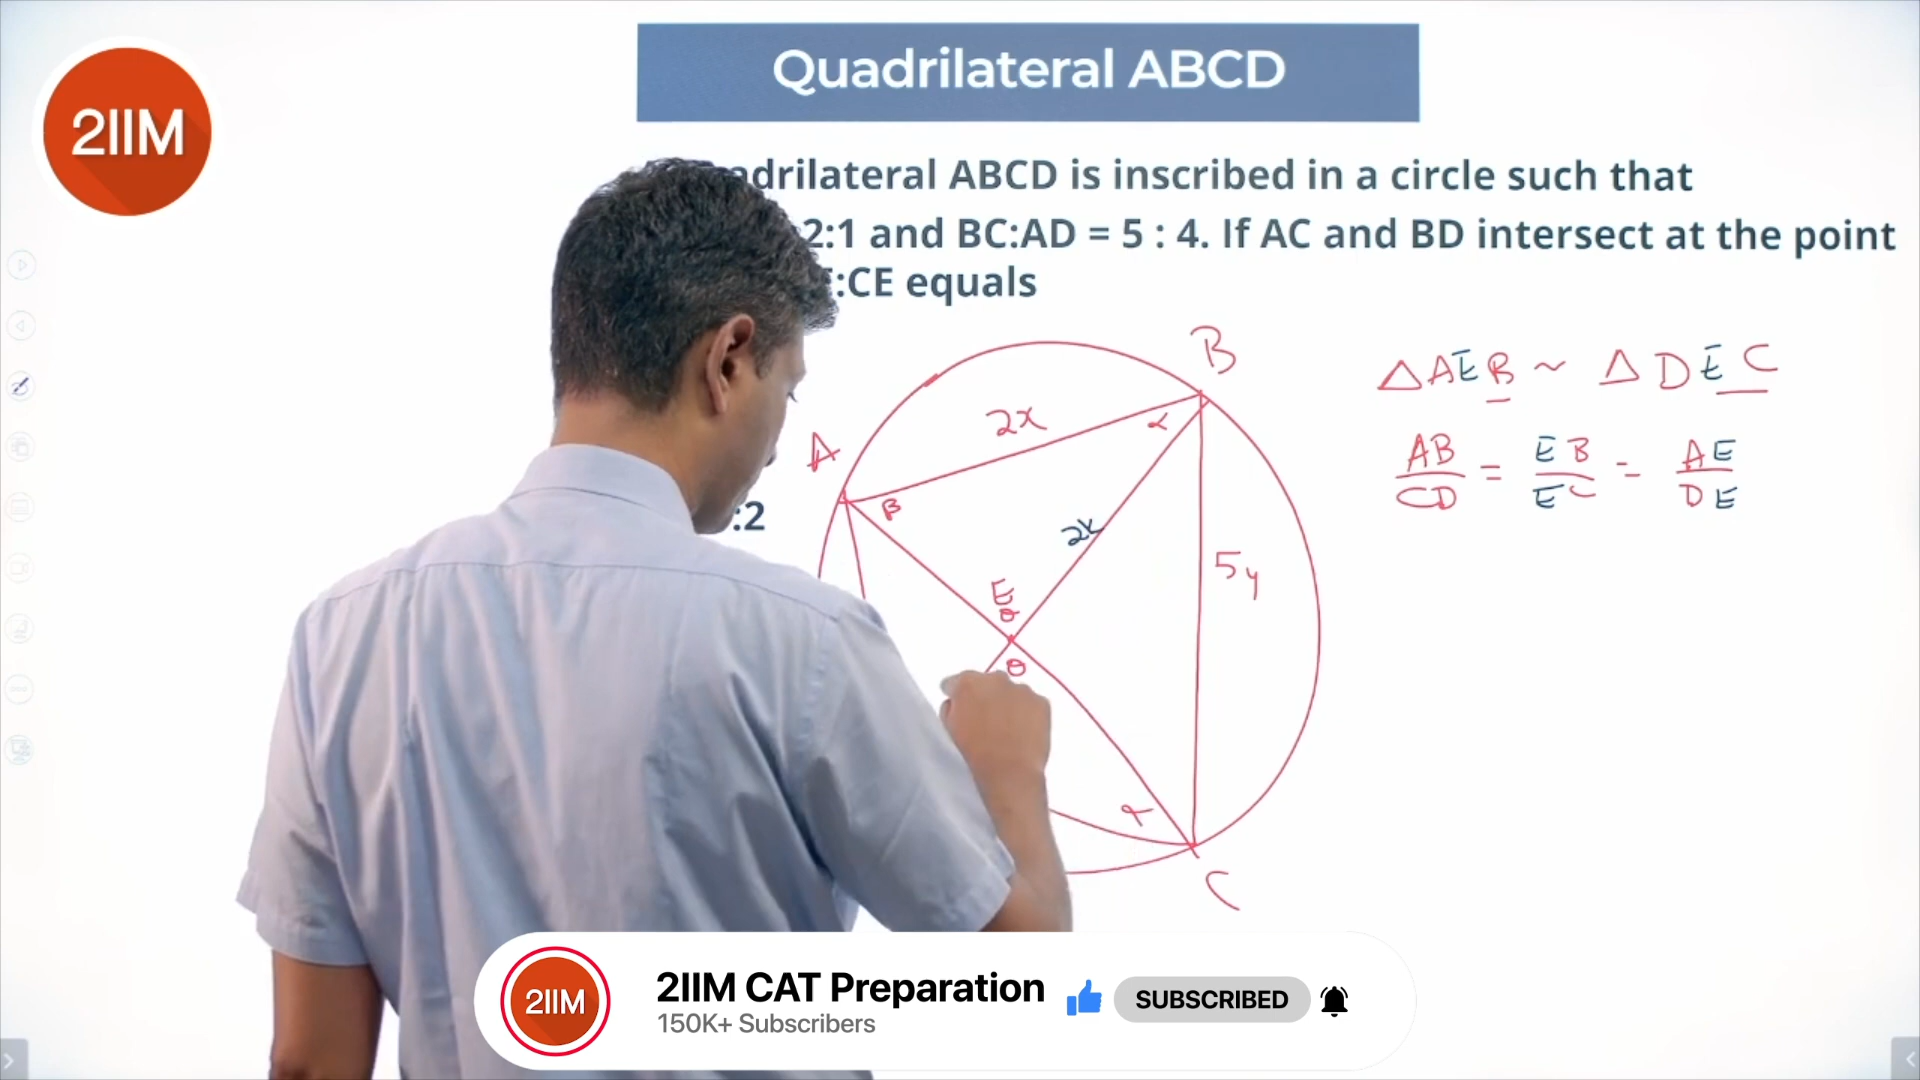 Quadrilateral ABCD
2IIM
adrilateral ABCD is inscribed in a circle such that
2:1 and BC:AD = 5 : 4. If AC and BD intersect at the point
:CE equals
B
△AEB ~ △DEC
2x
A
α
β
AB/CD = EB/EC = AE/DE
:2
2k
5y
E
θ
θ
α
C
2IIM
2IIM CAT Preparation
150K+ Subscribers
SUBSCRIBED